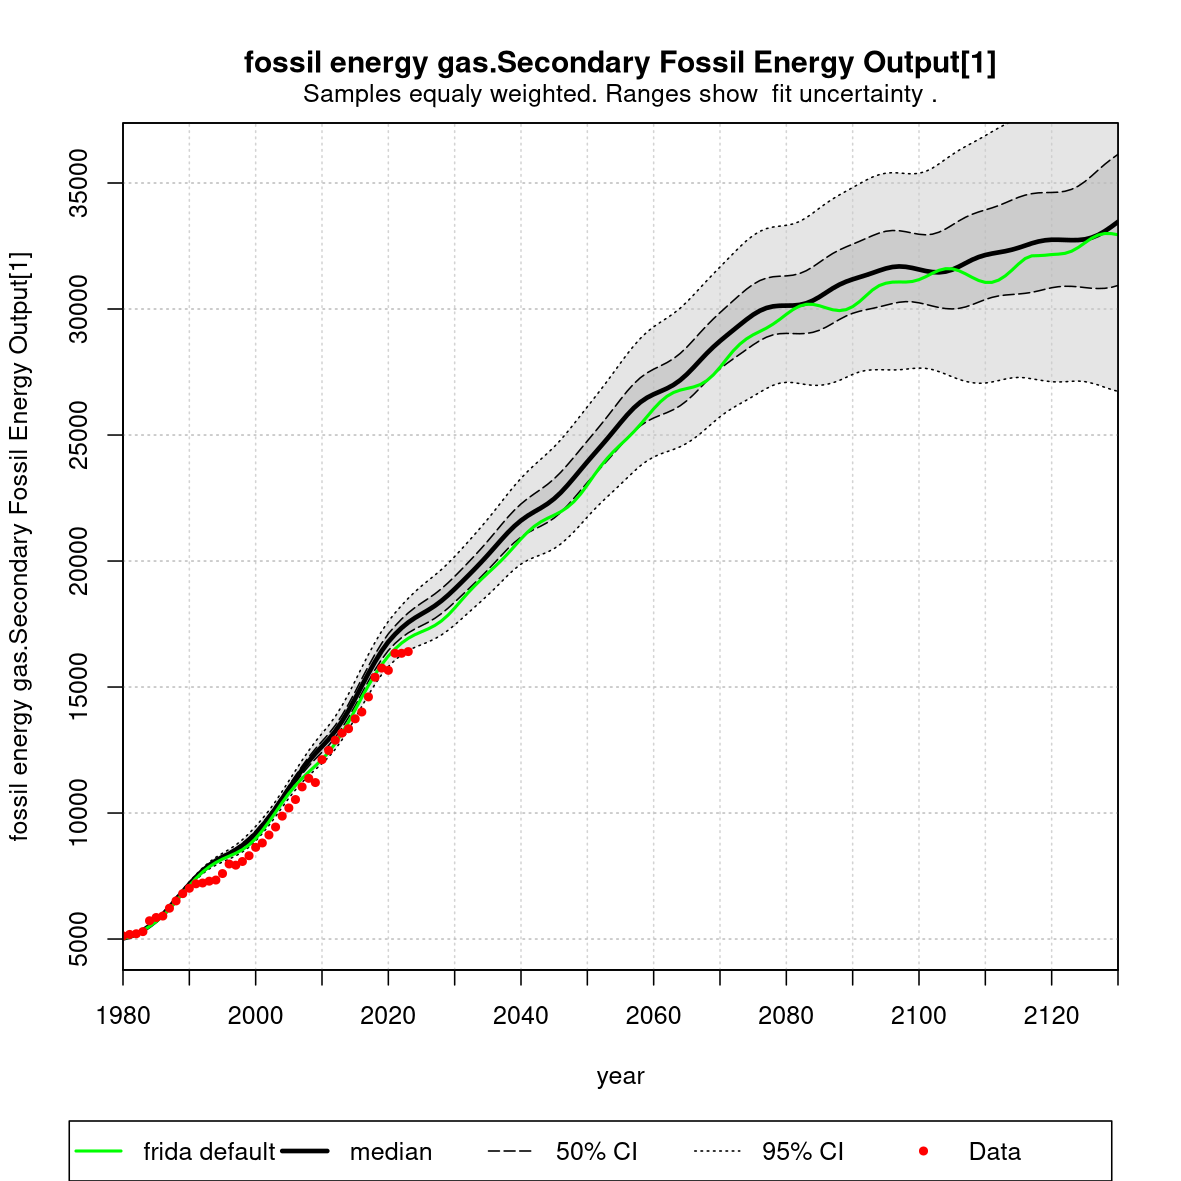 fossil energy gas.Secondary Fossil Energy Output[1]
Samples equaly weighted. Ranges show  fit uncertainty .
fossil energy gas.Secondary Fossil Energy Output[1]
35000
30000
25000
20000
15000
10000
5000
1980 2000 2020 2040 2060 2080 2100 2120
year
frida default median 50% CI 95% CI Data